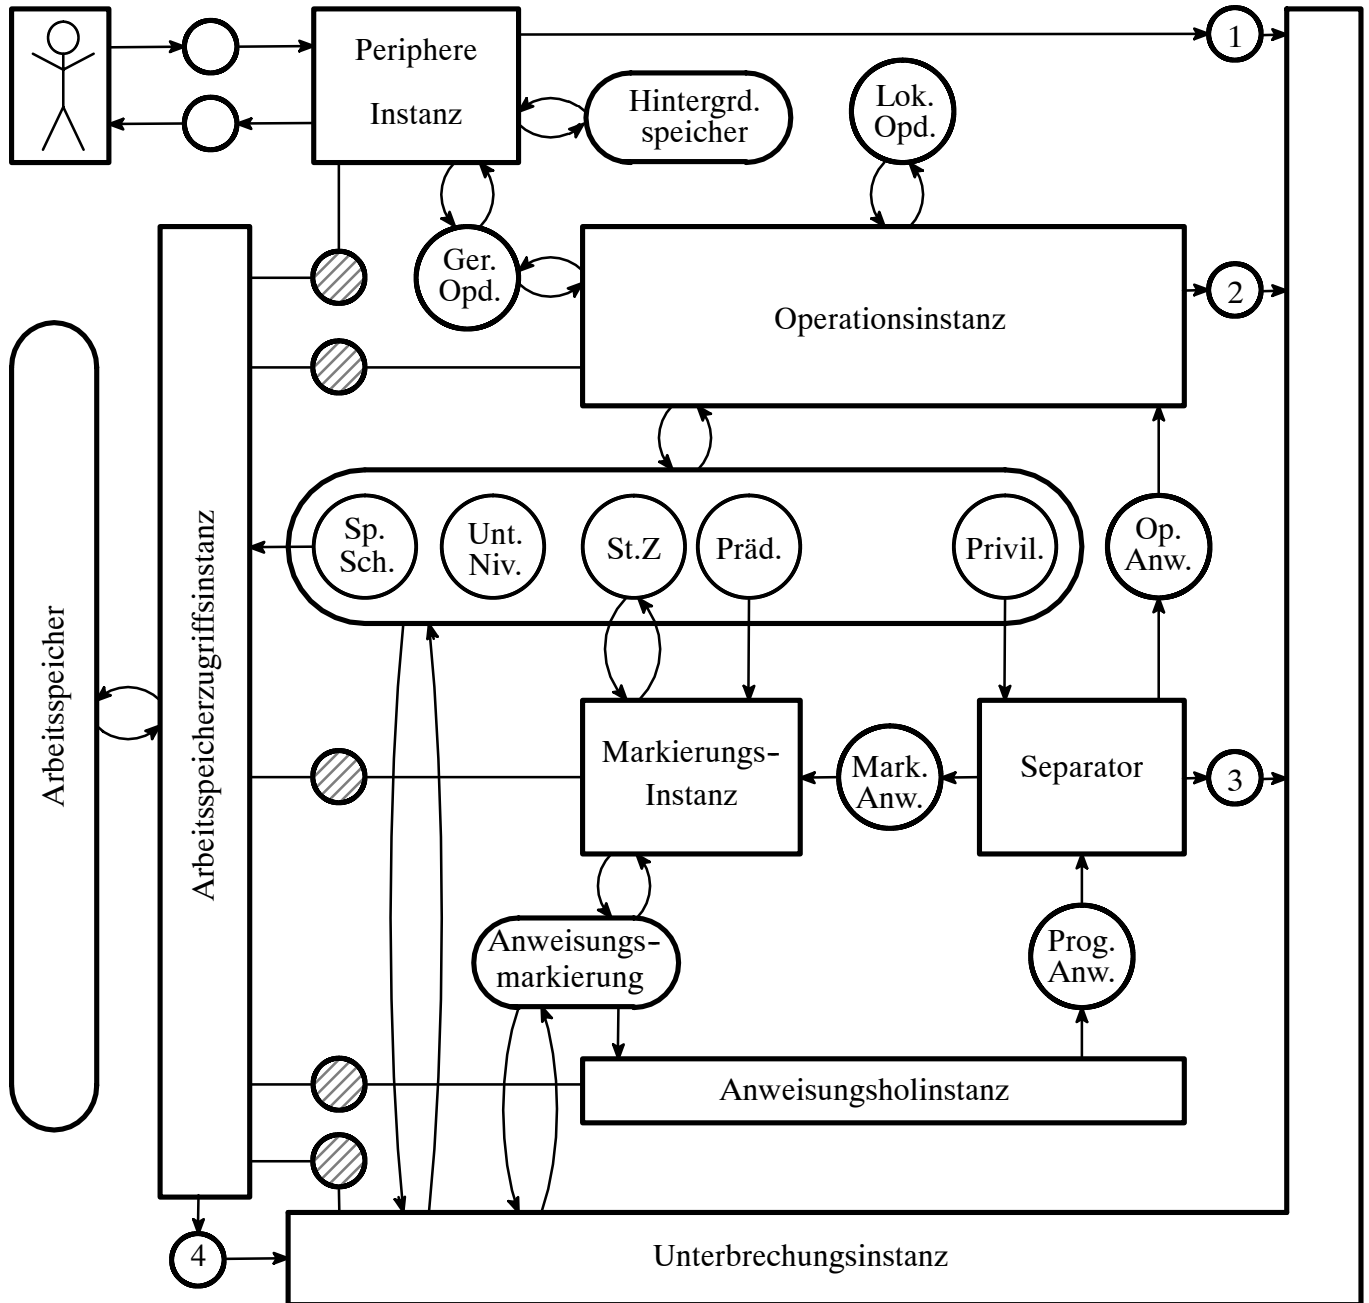 Periphere
Instanz
1
Hintergrd.
speicher
Lok.
Opd.
Ger.
Opd.
Operationsinstanz
2
Arbeitsspeicher
Arbeitsspeicherzugriffsinstanz
Sp.
Sch.
Unt.
Niv.
St.Z
Präd.
Privil.
Op.
Anw.
Markierungs-
Instanz
Mark.
Anw.
Separator
3
Anweisungs-
markierung
Prog.
Anw.
Anweisungsholinstanz
4
Unterbrechungsinstanz